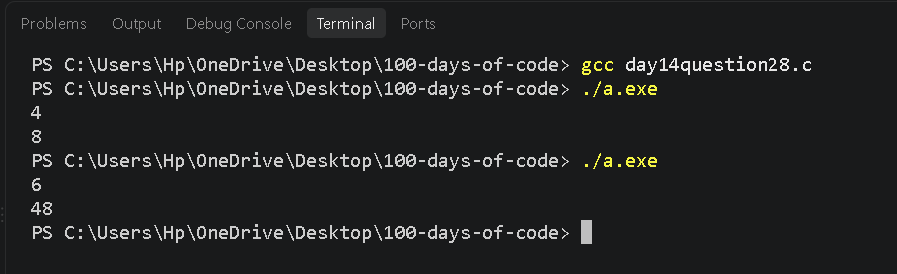 Problems Output Debug Console Terminal Ports
PS C:\Users\Hp\OneDrive\Desktop\100-days-of-code> gcc day14question28.c
PS C:\Users\Hp\OneDrive\Desktop\100-days-of-code> ./a.exe
4
8
PS C:\Users\Hp\OneDrive\Desktop\100-days-of-code> ./a.exe
6
48
PS C:\Users\Hp\OneDrive\Desktop\100-days-of-code>